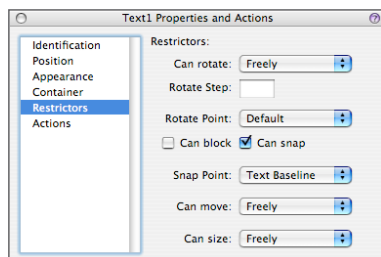 Text1 Properties and Actions
Identification
Position
Appearance
Container
Restrictors
Actions
Restrictors:
Can rotate: Freely
Rotate Step:
Rotate Point: Default
Can block Can snap
Snap Point: Text Baseline
Can move: Freely
Can size: Freely